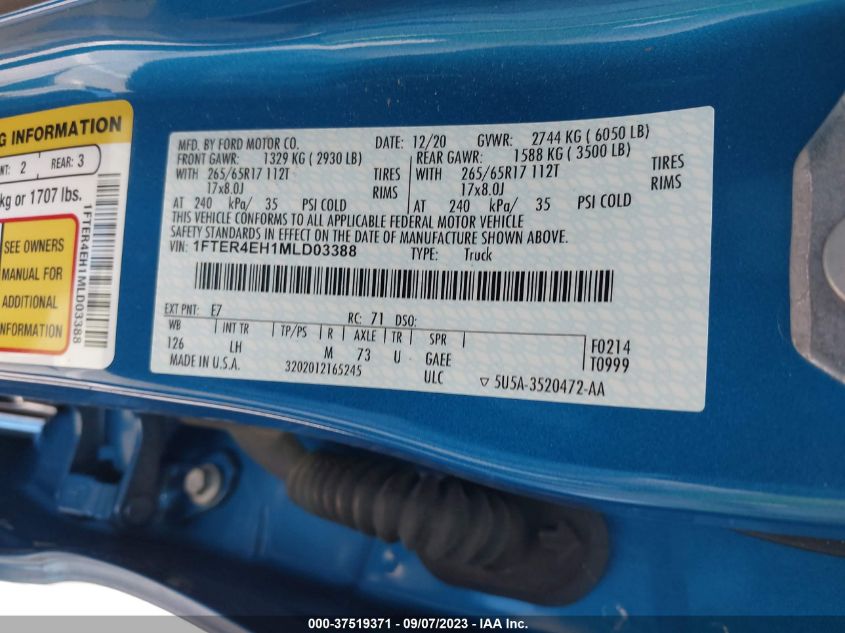 G INFORMATION
NT: 2 REAR: 3
kg or 1707 lbs.
SEE OWNERS
MANUAL FOR
ADDITIONAL
INFORMATION
1FTER4EH1MLD03388
MFD. BY FORD MOTOR CO. DATE: 12/20 GVWR: 2744 KG ( 6050 LB)
FRONT GAWR: 1329 KG ( 2930 LB) REAR GAWR: 1588 KG ( 3500 LB)
WITH 265/65R17 112T TIRES WITH 265/65R17 112T TIRES
17x8.0J RIMS 17x8.0J RIMS
AT 240 kPa/ 35 PSI COLD AT 240 kPa/ 35 PSI COLD
THIS VEHICLE CONFORMS TO ALL APPLICABLE FEDERAL MOTOR VEHICLE
SAFETY STANDARDS IN EFFECT ON THE DATE OF MANUFACTURE SHOWN ABOVE.
VIN: 1FTER4EH1MLD03388 TYPE: Truck
EXT PNT: E7 RC: 71 DSO:
WB INT TR TP/PS R AXLE TR SPR F0214
126 LH M 73 U GAEE T0999
MADE IN U.S.A. 3202012165245 ULC ▽ 5U5A-3520472-AA
000-37519371 - 09/07/2023 - IAAI.com